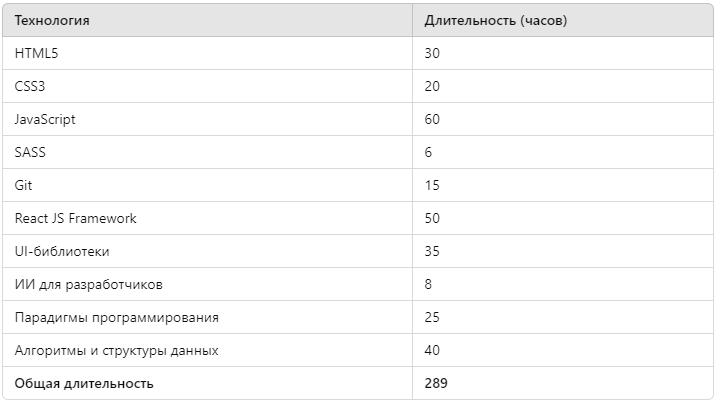 Технология Длительность (часов)
HTML5 30
CSS3 20
JavaScript 60
SASS 6
Git 15
React JS Framework 50
UI-библиотеки 35
ИИ для разработчиков 8
Парадигмы программирования 25
Алгоритмы и структуры данных 40
Общая длительность 289